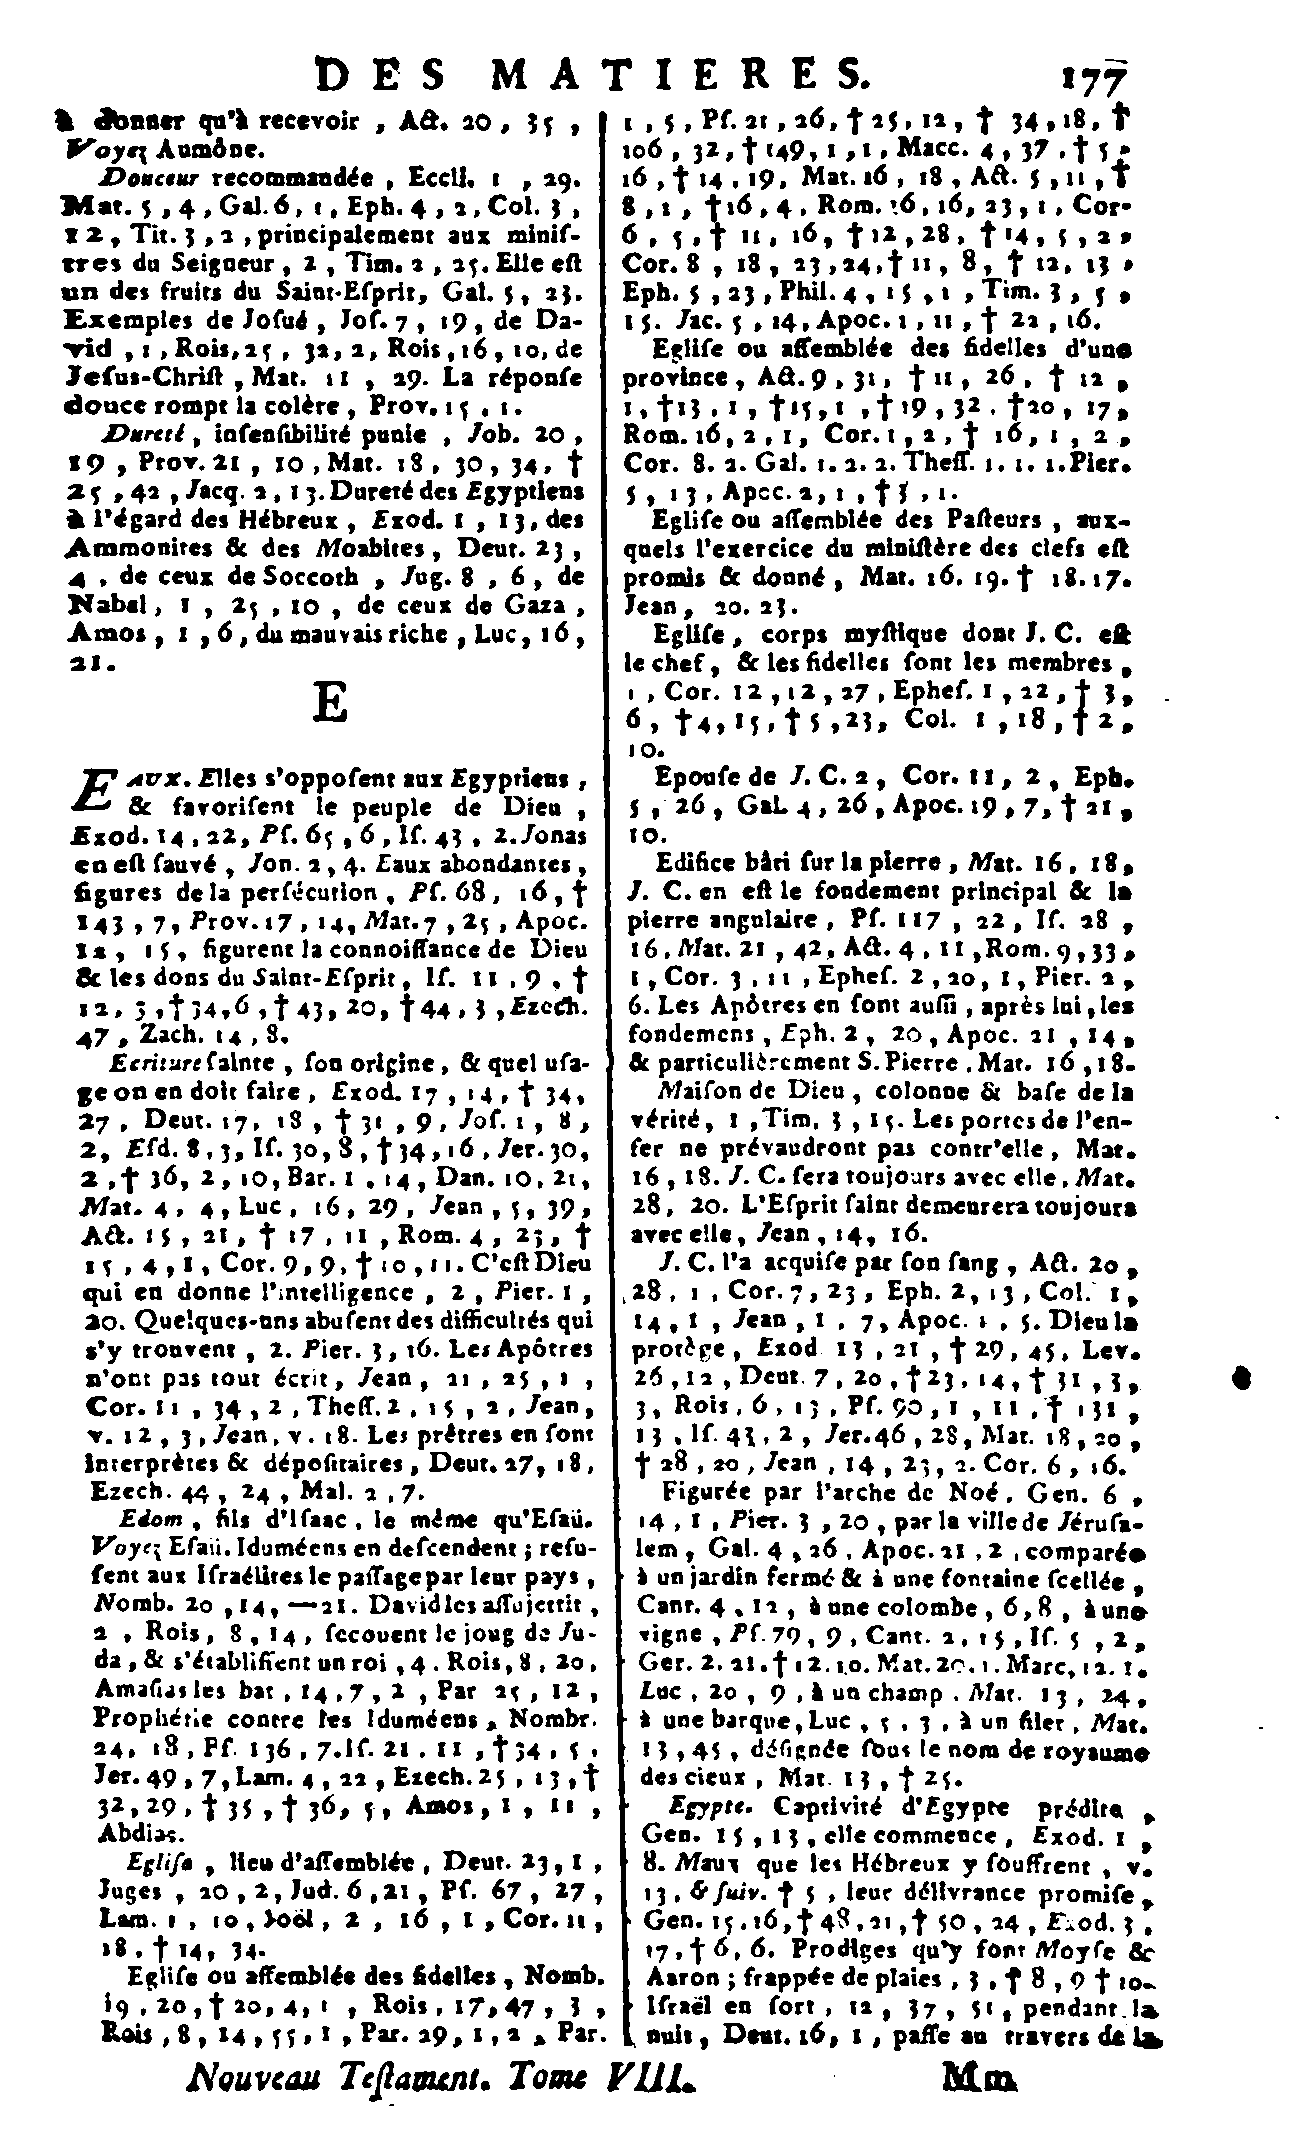 DES MATIERES. 177
à donner qu'à recevoir, Act. 20, 35,
Voyez Aumône.
Douceur recommandée, Eccli. 1, 29.
Mat. 5, 4, Gal. 6, 1, Eph. 4, 2, Col. 3,
12, Tit. 3, 2, principalement aux minis-
tres du Seigneur, 2, Tim. 2, 25. Elle est
un des fruits du Saint-Esprit, Gal. 5, 23.
Exemples de Josué, Jos. 7, 19, de Da-
vid, 1, Rois, 25, 32, 2, Rois, 16, 10, de
Jesus-Christ, Mat. 11, 29. La réponse
douce rompt la colère, Prov. 15. 1.
Dureté, insensibilité punie, Job. 20,
19, Prov. 21, 10, Mat. 18, 30, 34, †
25, 42, Jacq. 2, 13. Dureté des Egyptiens
à l'égard des Hébreux, Exod. 1, 13, des
Ammonites & des Moabites, Deut. 23,
4, de ceux de Soccoth, Jug. 8, 6, de
Nabal, 1, 25, 10, de ceux de Gaza,
Amos, 1, 6, du mauvais riche, Luc, 16,
21.
E
EAUX. Elles s'opposent aux Egyptiens,
& favorisent le peuple de Dieu,
Exod. 14, 22, Ps. 65, 6, Is. 43, 2. Jonas
en est sauvé, Jon. 2, 4. Eaux abondantes,
figures de la persécution, Ps. 68, 16, †
143, 7, Prov. 17, 14, Mat. 7, 25, Apoc.
12, 15, figurent la connoissance de Dieu
& les dons du Saint-Esprit, Is. 11, 9, †
12, 3, † 34, 6, † 43, 20, † 44, 3, Ezech.
47, Zach. 14, 8.
Ecriture sainte, son origine, & quel usa-
ge on en doit faire, Exod. 17, 14, † 34,
27, Deut. 17, 18, † 31, 9, Jos. 1, 8,
2, Esd. 8, 3, Is. 30, 8, † 34, 16, Jer. 30,
2, † 36, 2, 10, Bar. 1, 14, Dan. 10, 21,
Mat. 4, 4, Luc, 16, 29, Jean, 5, 39,
Act. 15, 21, † 17, 11, Rom. 4, 23, †
15, 4, 1, Cor. 9, 9, † 10, 11. C'est Dieu
qui en donne l'intelligence, 2, Pier. 1,
20. Quelques-uns abusent des difficultés qui
s'y trouvent, 2. Pier. 3, 16. Les Apôtres
n'ont pas tout écrit, Jean, 21, 25, 1,
Cor. 11, 34, 2, Thess. 2, 15, 2, Jean,
v. 12, 3, Jean, v. 18. Les prêtres en sont
interprètes & dépositaires, Deut. 27, 18,
Ezech. 44, 24, Mal. 2, 7.
Edom, fils d'Isaac, le même qu'Esaü.
Voyez Esaü. Iduméens en descendent; refu-
sent aux Israélites le passage par leur pays,
Nomb. 20, 14, —21. David les assujettit,
2, Rois, 8, 14, secouent le joug de Ju-
da, & s'établissent un roi, 4. Rois, 8, 20,
Amasias les bat, 14, 7, 2, Par 25, 12,
Prophétie contre les Iduméens, Nombr.
24, 18, Ps. 136, 7. Is. 21. 11, † 34, 5,
Jer. 49, 7, Lam. 4, 22, Ezech. 25, 13, †
32, 29, † 35, † 36, 5, Amos, 1, 11,
Abdias.
Eglise, lieu d'assemblée, Deut. 23, 1,
Juges, 20, 2, Jud. 6, 21, Ps. 67, 27,
Lam. 1, 10, Joël, 2, 16, 1, Cor. 11,
18, † 14, 34.
Eglise ou assemblée des fidelles, Nomb.
19, 20, † 20, 4, 1, Rois, 17, 47, 3,
Rois, 8, 14, 55, 1, Par. 29, 1, 2, Par.
1, 5, Ps. 21, 26, † 25, 12, † 34, 18, †
106, 32, † 149, 1, 1, Macc. 4, 37, † 5,
16, † 14, 19, Mat. 16, 18, Act. 5, 11, †
8, 1, † 16, 4, Rom. 16, 16, 23, 1, Cor-
6, 5, † 11, 16, † 12, 28, † 14, 5, 2,
Cor. 8, 18, 23, 24, † 11, 8, † 12, 13,
Eph. 5, 23, Phil. 4, 15, 1, Tim. 3, 5,
15. Jac. 5, 14, Apoc. 1, 11, † 22, 16.
Eglise ou assemblée des fidelles d'une
province, Act. 9, 31, † 11, 26, † 12,
1, † 13, 1, † 15, 1, † 19, 32. † 20, 17,
Rom. 16, 2, 1, Cor. 1, 2, † 16, 1, 2,
Cor. 8. 2. Gal. 1. 2. 2. Thess. 1. 1. 1. Pier.
5, 13, Apoc. 2, 1, † 3, 1.
Eglise ou assemblée des Pasteurs, aux-
quels l'exercice du ministère des clefs est
promis & donné, Mat. 16. 19. † 18. 17.
Jean, 20. 23.
Eglise, corps mystique dont J. C. est
le chef, & les fidelles sont les membres,
1, Cor. 12, 12, 27, Ephes. 1, 22, † 3,
6, † 4, 15, † 5, 23, Col. 1, 18, † 2,
10.
Epouse de J. C. 2, Cor. 11, 2, Eph.
5, 26, Gal. 4, 26, Apoc. 19, 7, † 21,
10.
Edifice bâti sur la pierre, Mat. 16, 18,
J. C. en est le fondement principal & la
pierre angulaire, Ps. 117, 22, Is. 28,
16, Mat. 21, 42, Act. 4, 11, Rom. 9, 33,
1, Cor. 3, 11, Ephes. 2, 20, 1, Pier. 2,
6. Les Apôtres en sont aussi, après lui, les
fondemens, Eph. 2, 20, Apoc. 21, 14,
& particulièrement S. Pierre. Mat. 16, 18-
Maison de Dieu, colonne & base de la
vérité, 1, Tim, 3, 15. Les portes de l'en-
fer ne prévaudront pas contr'elle, Mat.
16, 18. J. C. sera toujours avec elle, Mat.
28, 20. L'Esprit saint demeurera toujours
avec elle, Jean, 14, 16.
J. C. l'a acquise par son sang, Act. 20,
28, 1, Cor. 7, 23, Eph. 2, 13, Col. 1,
14, 1, Jean, 1, 7, Apoc. 1, 5. Dieu la
protège, Exod 13, 21, † 29, 45, Lev.
26, 12, Deut. 7, 20, † 23, 14, † 31, 3,
3, Rois, 6, 13, Ps. 90, 1, 11, † 131,
13, Is. 43, 2, Jer. 46, 28, Mat. 18, 20,
† 28, 20, Jean, 14, 23, 2. Cor. 6, 16.
Figurée par l'arche de Noé, Gen. 6,
14, 1, Pier. 3, 20, par la ville de Jérusa-
lem, Gal. 4, 26, Apoc. 21, 2, comparée
à un jardin fermé & à une fontaine scellée,
Cant. 4, 12, à une colombe, 6, 8, à une
vigne, Ps. 79, 9, Cant. 2, 15, Is. 5, 2,
Ger. 2. 21. † 12. 10. Mat. 20. 1. Marc, 12. 1.
Luc, 20, 9, à un champ. Mat. 13, 24,
à une barque, Luc, 5, 3, à un filet, Mat.
13, 45, désignée sous le nom de royaume
des cieux, Mat. 13, † 25.
Egypte. Captivité d'Egypte prédite,
Gen. 15, 13, elle commence, Exod. 1,
8. Maux que les Hébreux y souffrent, v.
13, & suiv. † 5, leur délivrance promise,
Gen. 15. 16, † 48, 21, † 50, 24, Exod. 3,
17, † 6, 6. Prodiges qu'y font Moyse &
Aaron; frappée de plaies, 3, † 8, 9 † 10-
Israël en sort, 12, 37, 51, pendant la
nuit, Deut. 16, 1, passe au travers de la
Nouveau Testament. Tome VIII. Mm